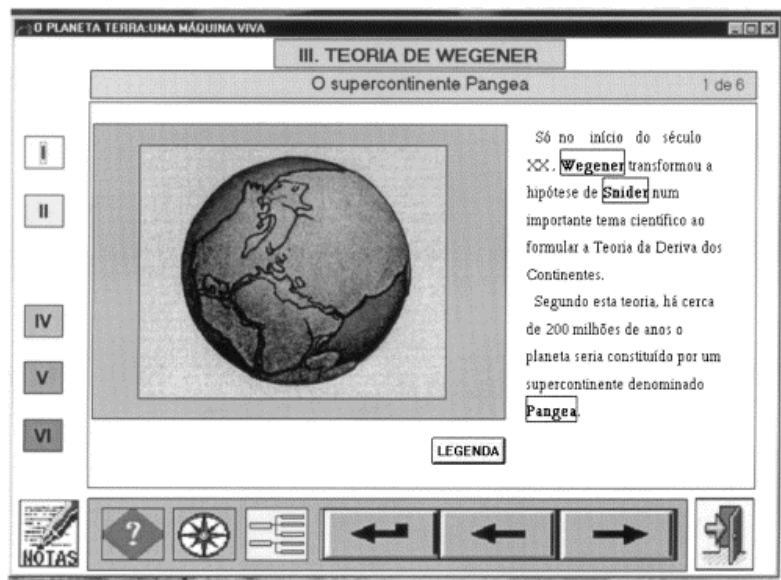 O PLANETA TERRA:UMA MÁQUINA VIVA
III. TEORIA DE WEGENER
O supercontinente Pangea
1 de 6
I
II
IV
V
VI
Só no início do século
XX, Wegener transformou a
hipótese de Snider num
importante tema científico ao
formular a Teoria da Deriva dos
Continentes.
Segundo esta teoria, há cerca
de 200 milhões de anos o
planeta seria constituído por um
supercontinente denominado
Pangea.
LEGENDA
NOTAS
?